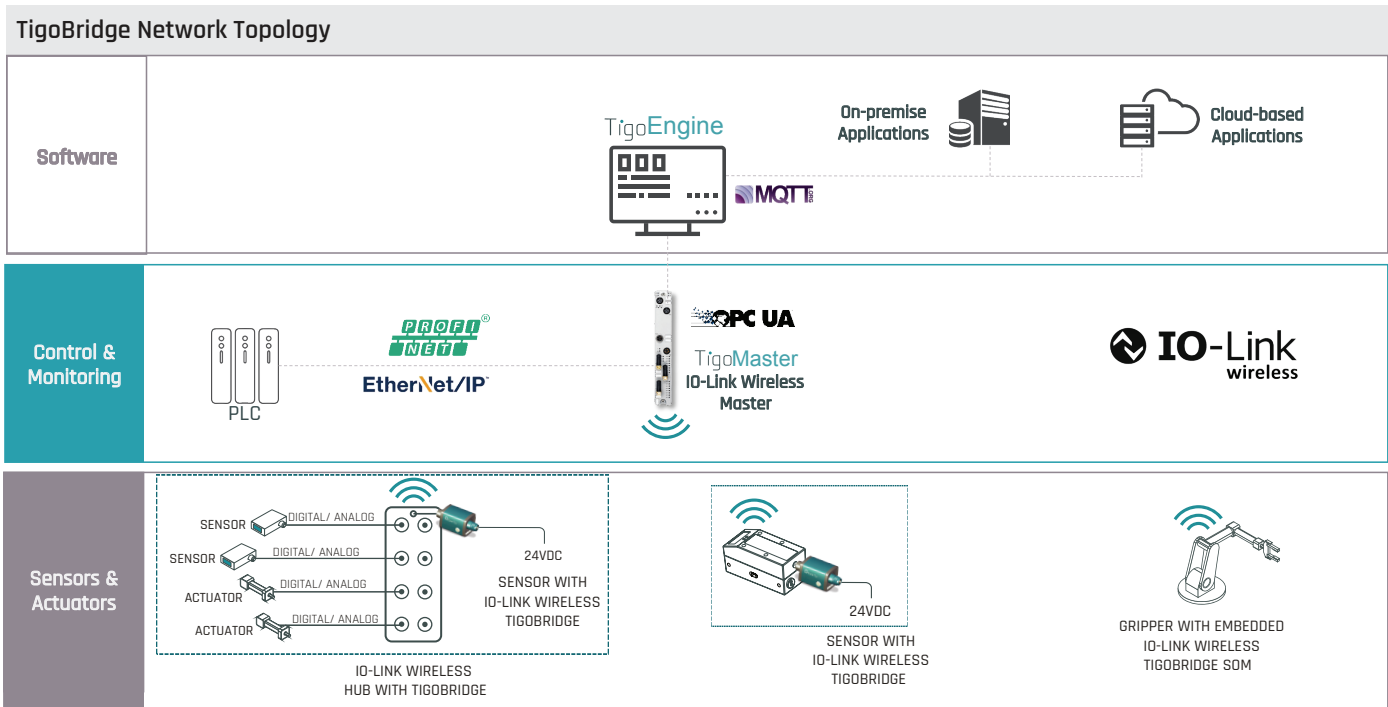 TigoBridge Network Topology
Software
TigoEngine
MQTT.ORG
On-premise
Applications
Cloud-based
Applications
Control &
Monitoring
PLC
PROFI®
NET
EtherNet/IP™
OPC UA
TigoMaster
IO-Link Wireless
Master
IO-Link
wireless
Sensors &
Actuators
SENSOR
DIGITAL/ ANALOG
SENSOR
DIGITAL/ ANALOG
ACTUATOR
DIGITAL/ ANALOG
ACTUATOR
DIGITAL/ ANALOG
24VDC
SENSOR WITH
IO-LINK WIRELESS
TIGOBRIDGE
IO-LINK WIRELESS
HUB WITH TIGOBRIDGE
24VDC
SENSOR WITH
IO-LINK WIRELESS
TIGOBRIDGE
GRIPPER WITH EMBEDDED
IO-LINK WIRELESS
TIGOBRIDGE SOM